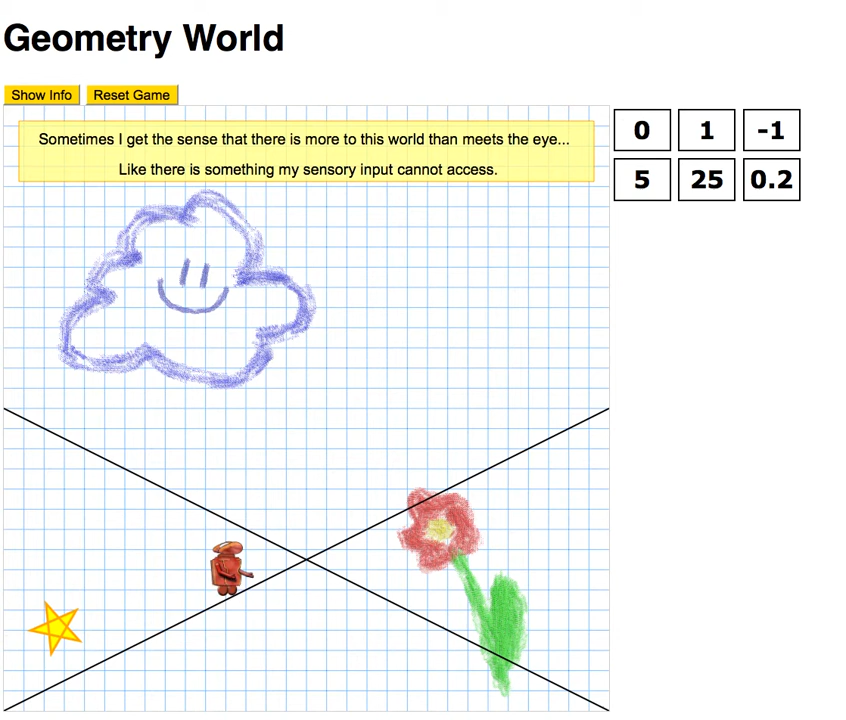 Geometry World
Show Info Reset Game
Sometimes I get the sense that there is more to this world than meets the eye...
Like there is something my sensory input cannot access.
0 1 -1
5 25 0.2